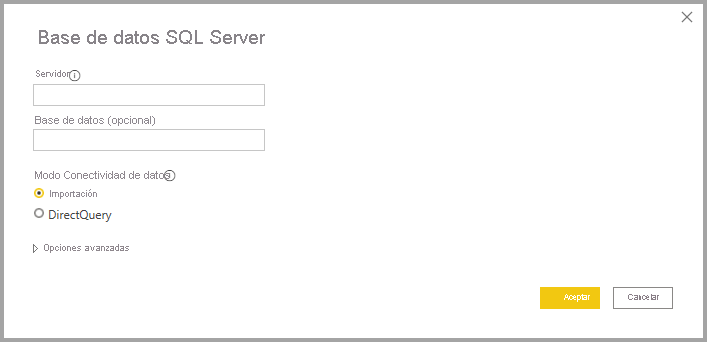 Base de datos SQL Server
Servidor
Base de datos (opcional)
Modo Conectividad de datos
Importación
DirectQuery
Opciones avanzadas
Aceptar
Cancelar